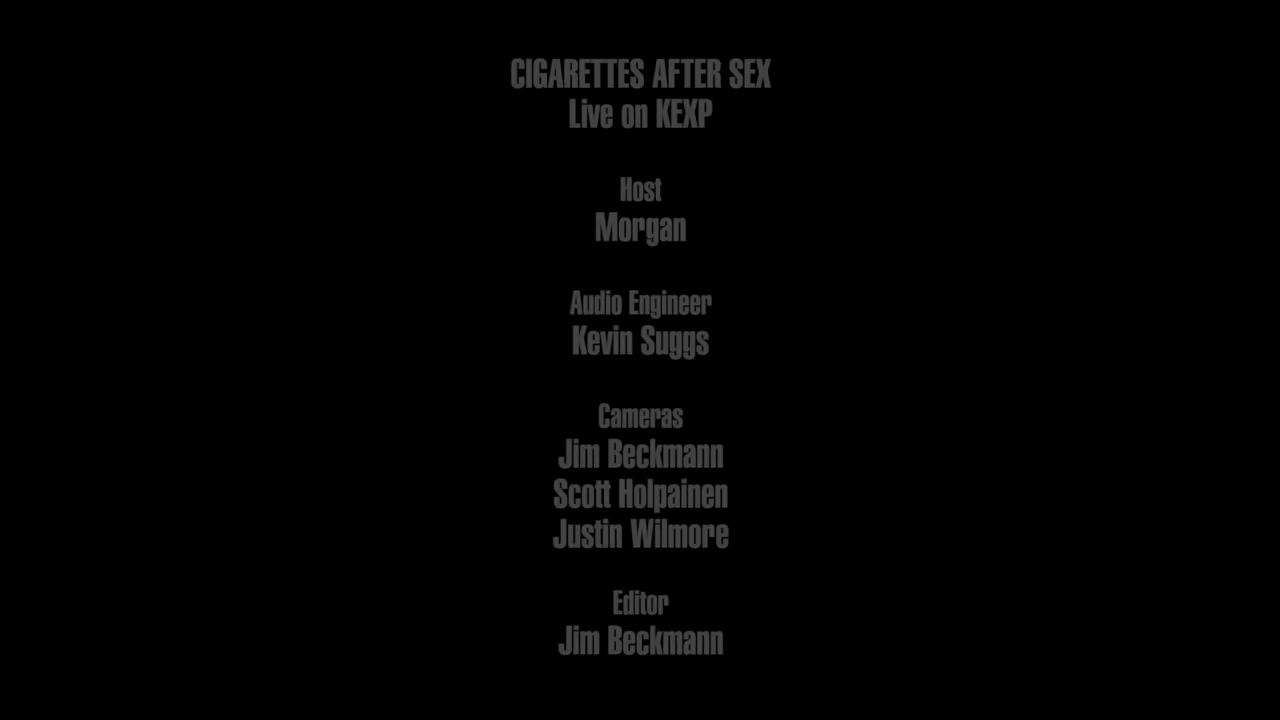 CIGARETTES AFTER SEX
Live on KEXP
Host
Morgan
Audio Engineer
Kevin Suggs
Cameras
Jim Beckmann
Scott Holpainen
Justin Wilmore
Editor
Jim Beckmann